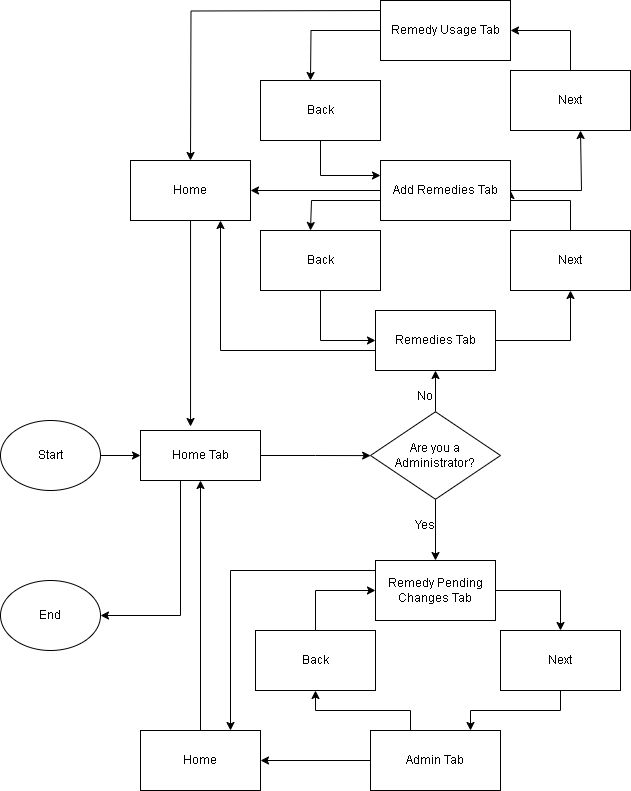 Remedy Usage Tab
Back
Next
Home
Add Remedies Tab
Back
Next
Remedies Tab
No
Start
Home Tab
Are you a
Administrator?
Yes
End
Remedy Pending
Changes Tab
Back
Next
Home
Admin Tab